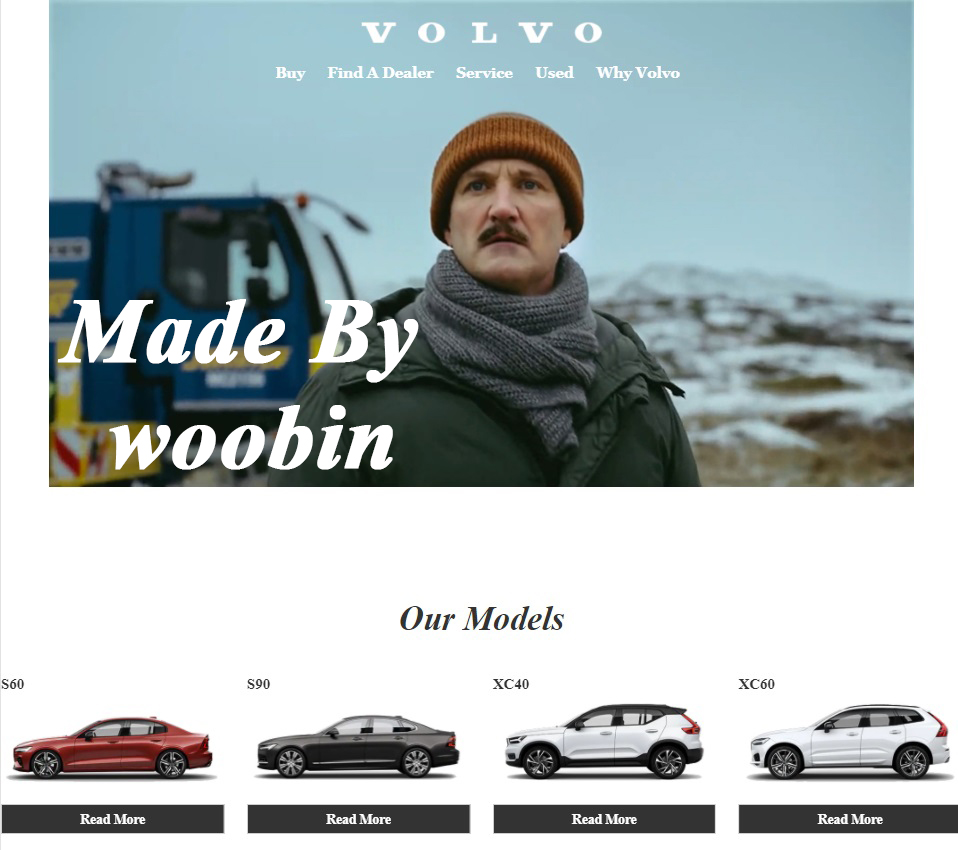 VOLVO
Buy Find A Dealer Service Used Why Volvo
Made By
woobin
Our Models
S60 S90 XC40 XC60
Read More Read More Read More Read More